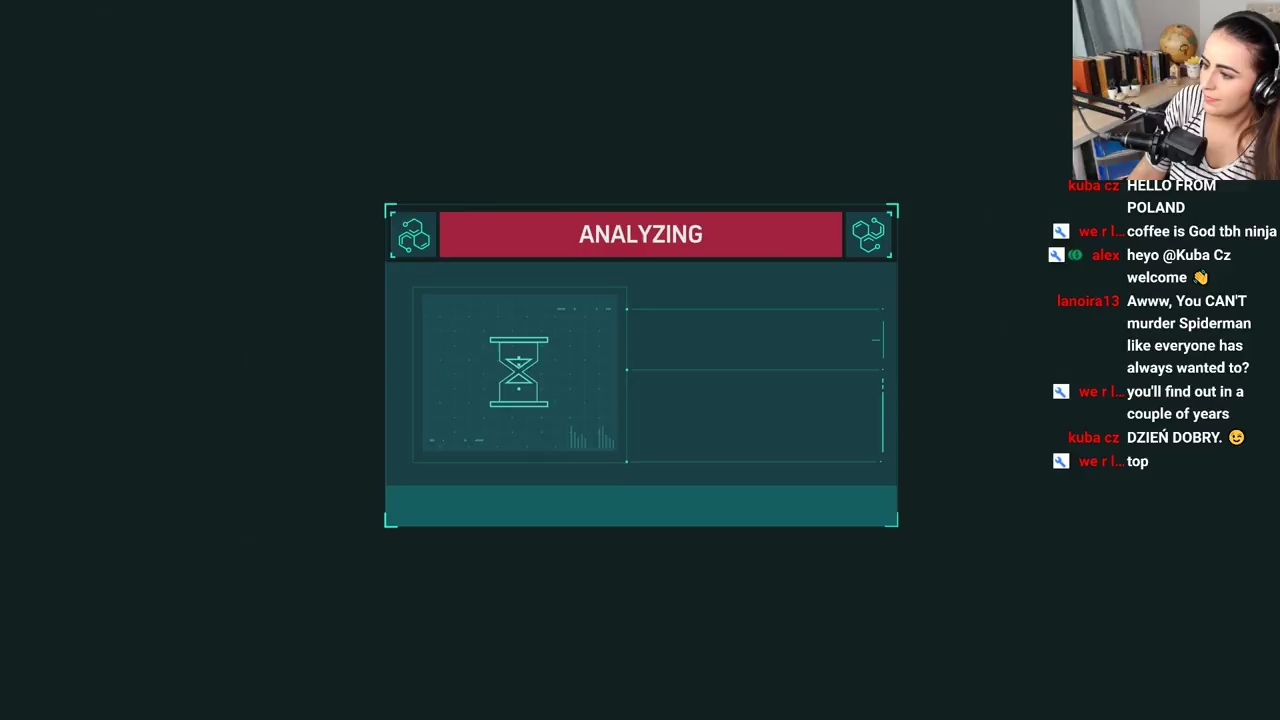 ANALYZING
kuba cz HELLO FROM
POLAND
we r l... coffee is God tbh ninja
alex heyo @Kuba Cz
welcome 👋
lanoira13 Awww, You CAN'T
murder Spiderman
like everyone has
always wanted to?
we r l... you'll find out in a
couple of years
kuba cz DZIEŃ DOBRY. 😉
we r l... top